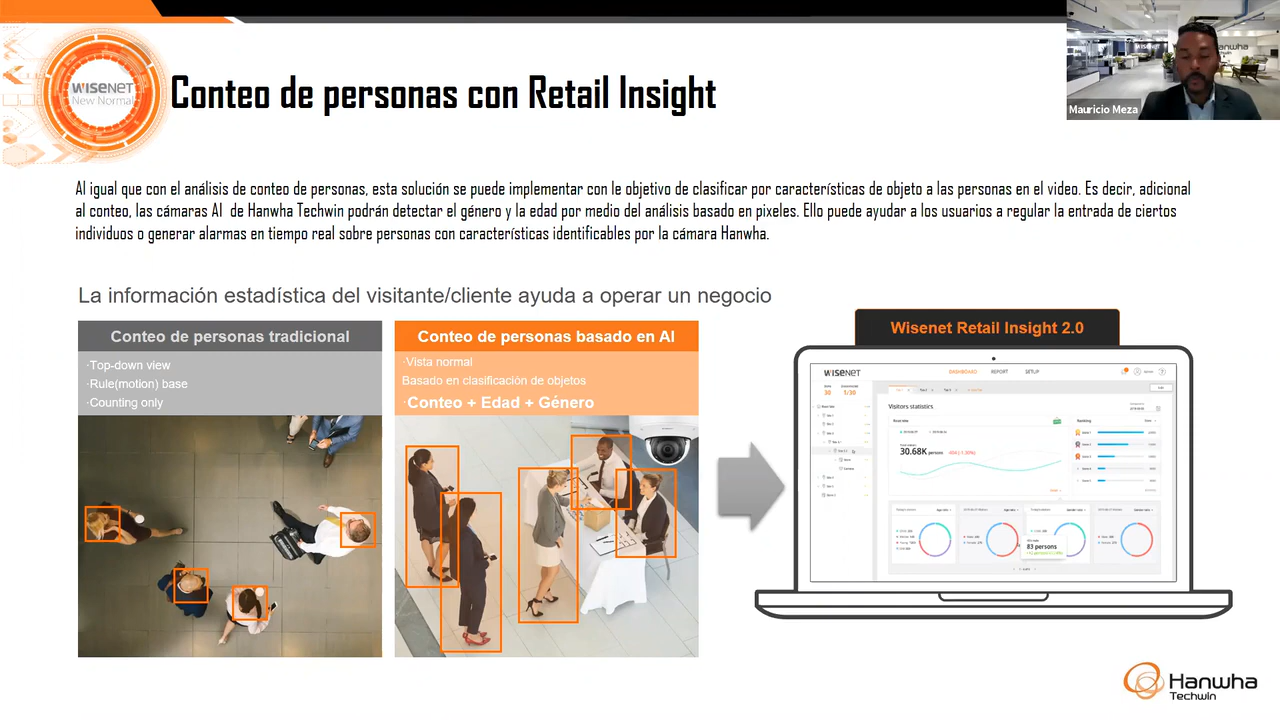 WISENET
New Normal
Conteo de personas con Retail Insight
WISENET
Hanwha
Mauricio Meza
Al igual que con el análisis de conteo de personas, esta solución se puede implementar con le objetivo de clasificar por características de objeto a las personas en el video. Es decir, adicional
al conteo, las cámaras AI de Hanwha Techwin podrán detectar el género y la edad por medio del análisis basado en pixeles. Ello puede ayudar a los usuarios a regular la entrada de ciertos
individuos o generar alarmas en tiempo real sobre personas con características identificables por la cámara Hanwha.
La información estadística del visitante/cliente ayuda a operar un negocio
Conteo de personas tradicional
·Top-down view
·Rule(motion) base
·Counting only
Conteo de personas basado en AI
·Vista normal
Basado en clasificación de objetos
·Conteo + Edad + Género
Wisenet Retail Insight 2.0
WISENET
DASHBOARD REPORT SETUP
Visitors statistics
Ranking
30.68K persons
83 persons
Hanwha
Techwin